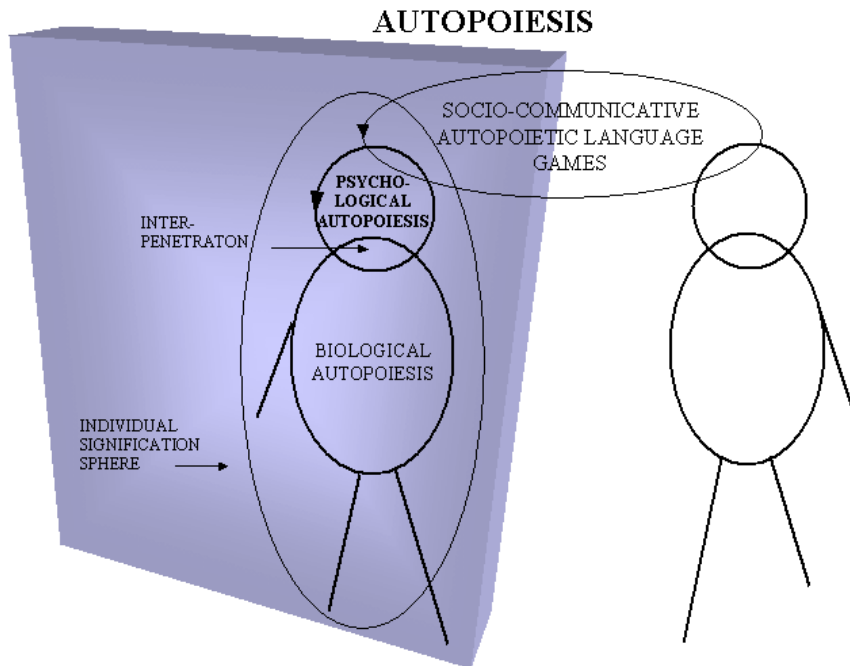 AUTOPOIESIS
SOCIO-COMMUNICATIVE
AUTOPOIETIC LANGUAGE
GAMES
PSYCHO-
LOGICAL
AUTOPOIESIS
INTER-
PENETRATON
BIOLOGICAL
AUTOPOIESIS
INDIVIDUAL
SIGNIFICATION
SPHERE